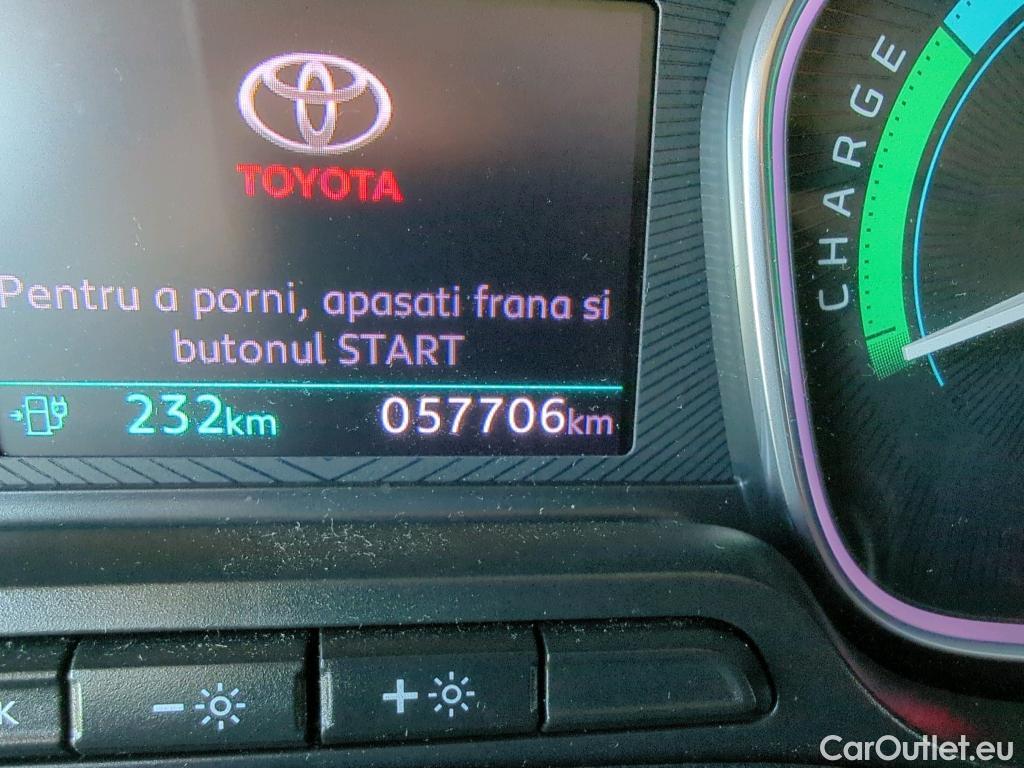 TOYOTA
Pentru a porni, apasati frana si
butonul START
232km
057706km
CHARGE
K
CarOutlet.eu